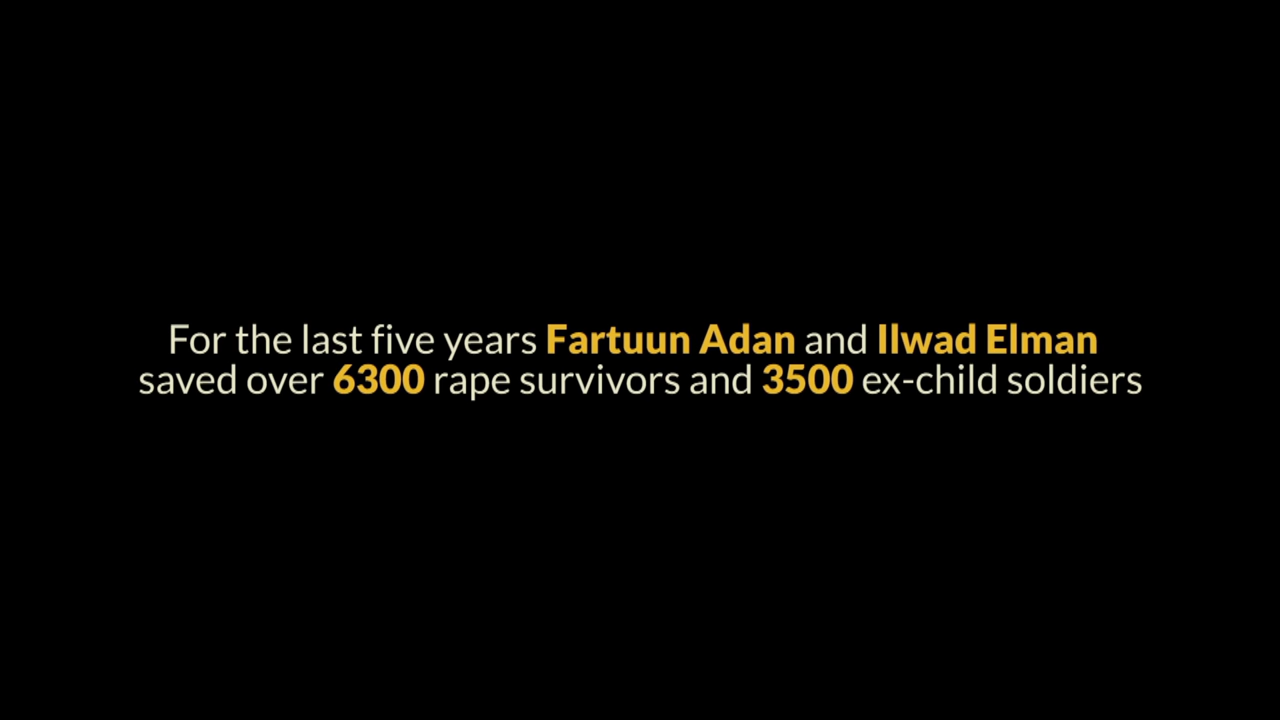 For the last five years Fartuun Adan and Ilwad Elman
saved over 6300 rape survivors and 3500 ex-child soldiers